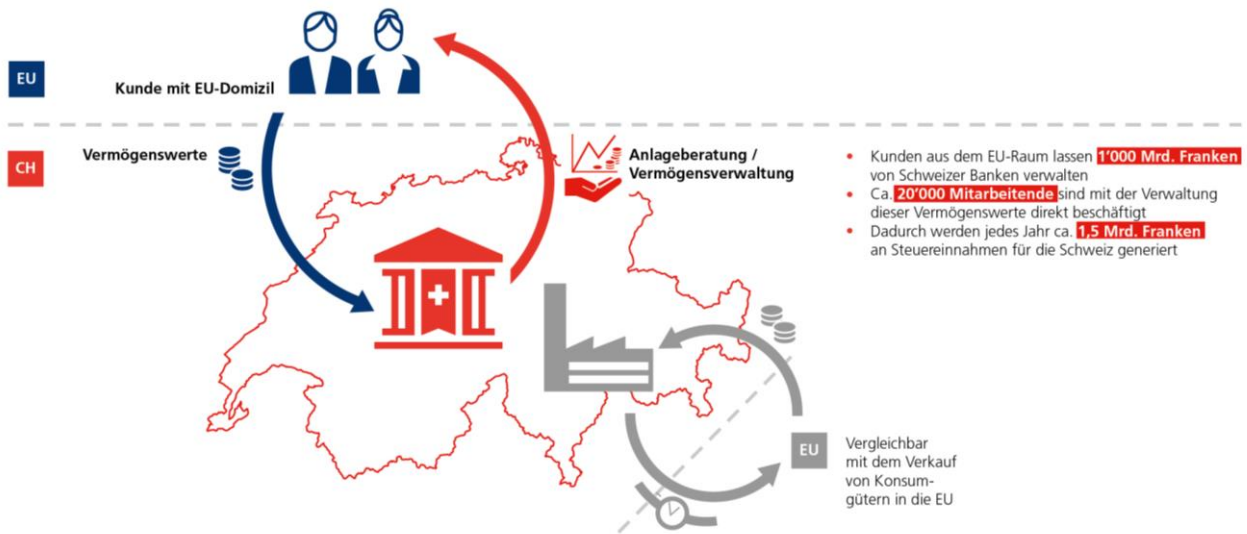 EU
Kunde mit EU-Domizil
CH
Vermögenswerte
Anlageberatung /
Vermögensverwaltung
• Kunden aus dem EU-Raum lassen 1'000 Mrd. Franken
von Schweizer Banken verwalten
• Ca. 20'000 Mitarbeitende sind mit der Verwaltung
dieser Vermögenswerte direkt beschäftigt
• Dadurch werden jedes Jahr ca. 1,5 Mrd. Franken
an Steuereinnahmen für die Schweiz generiert
EU
Vergleichbar
mit dem Verkauf
von Konsum-
gütern in die EU